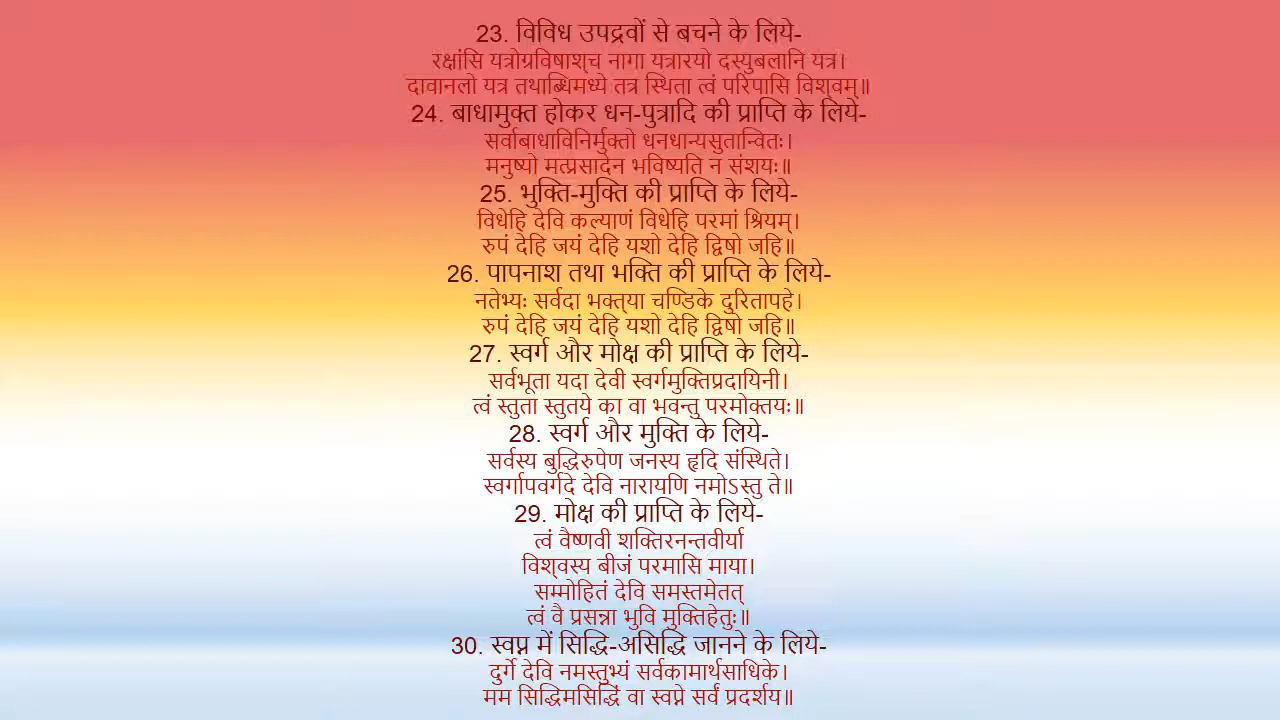 23. विविध उपद्रवों से बचने के लिये-
रक्षांसि यत्रोग्रविषाश्‍च नागा यत्रारयो दस्युबलानि यत्र।
दावानलो यत्र तथाब्धिमध्ये तत्र स्थिता त्वं परिपासि विश्‍वम्॥
24. बाधामुक्त होकर धन-पुत्रादि की प्राप्ति के लिये-
सर्वाबाधाविनिर्मुक्तो धनधान्यसुतान्वितः।
मनुष्यो मत्प्रसादेन भविष्यति न संशयः॥
25. भुक्ति-मुक्ति की प्राप्ति के लिये-
विधेहि देवि कल्याणं विधेहि परमां श्रियम्।
रुपं देहि जयं देहि यशो देहि द्विषो जहि॥
26. पापनाश तथा भक्ति की प्राप्ति के लिये-
नतेभ्यः सर्वदा भक्‍त्‍या चण्डिके दुरितापहे।
रुपं देहि जयं देहि यशो देहि द्विषो जहि॥
27. स्वर्ग और मोक्ष की प्राप्ति के लिये-
सर्वभूता यदा देवी स्वर्गमुक्तिप्रदायिनी।
त्वं स्तुता स्तुतये का वा भवन्तु परमोक्तयः॥
28. स्वर्ग और मुक्ति के लिये-
सर्वस्य बुद्धिरुपेण जनस्य हृदि संस्थिते।
स्वर्गापवर्गदे देवि नारायणि नमोऽस्तु ते॥
29. मोक्ष की प्राप्ति के लिये-
त्वं वैष्णवी शक्तिरनन्तवीर्या
विश्‍वस्य बीजं परमासि माया।
सम्मोहितं देवि समस्तमेतत्
त्वं वै प्रसन्ना भुवि मुक्तिहेतुः॥
30. स्वप्न में सिद्धि-असिद्धि जानने के लिये-
दुर्गे देवि नमस्तुभ्यं सर्वकामार्थसाधिके।
मम सिद्धिमसिद्धिं वा स्वप्ने सर्वं प्रदर्शय॥